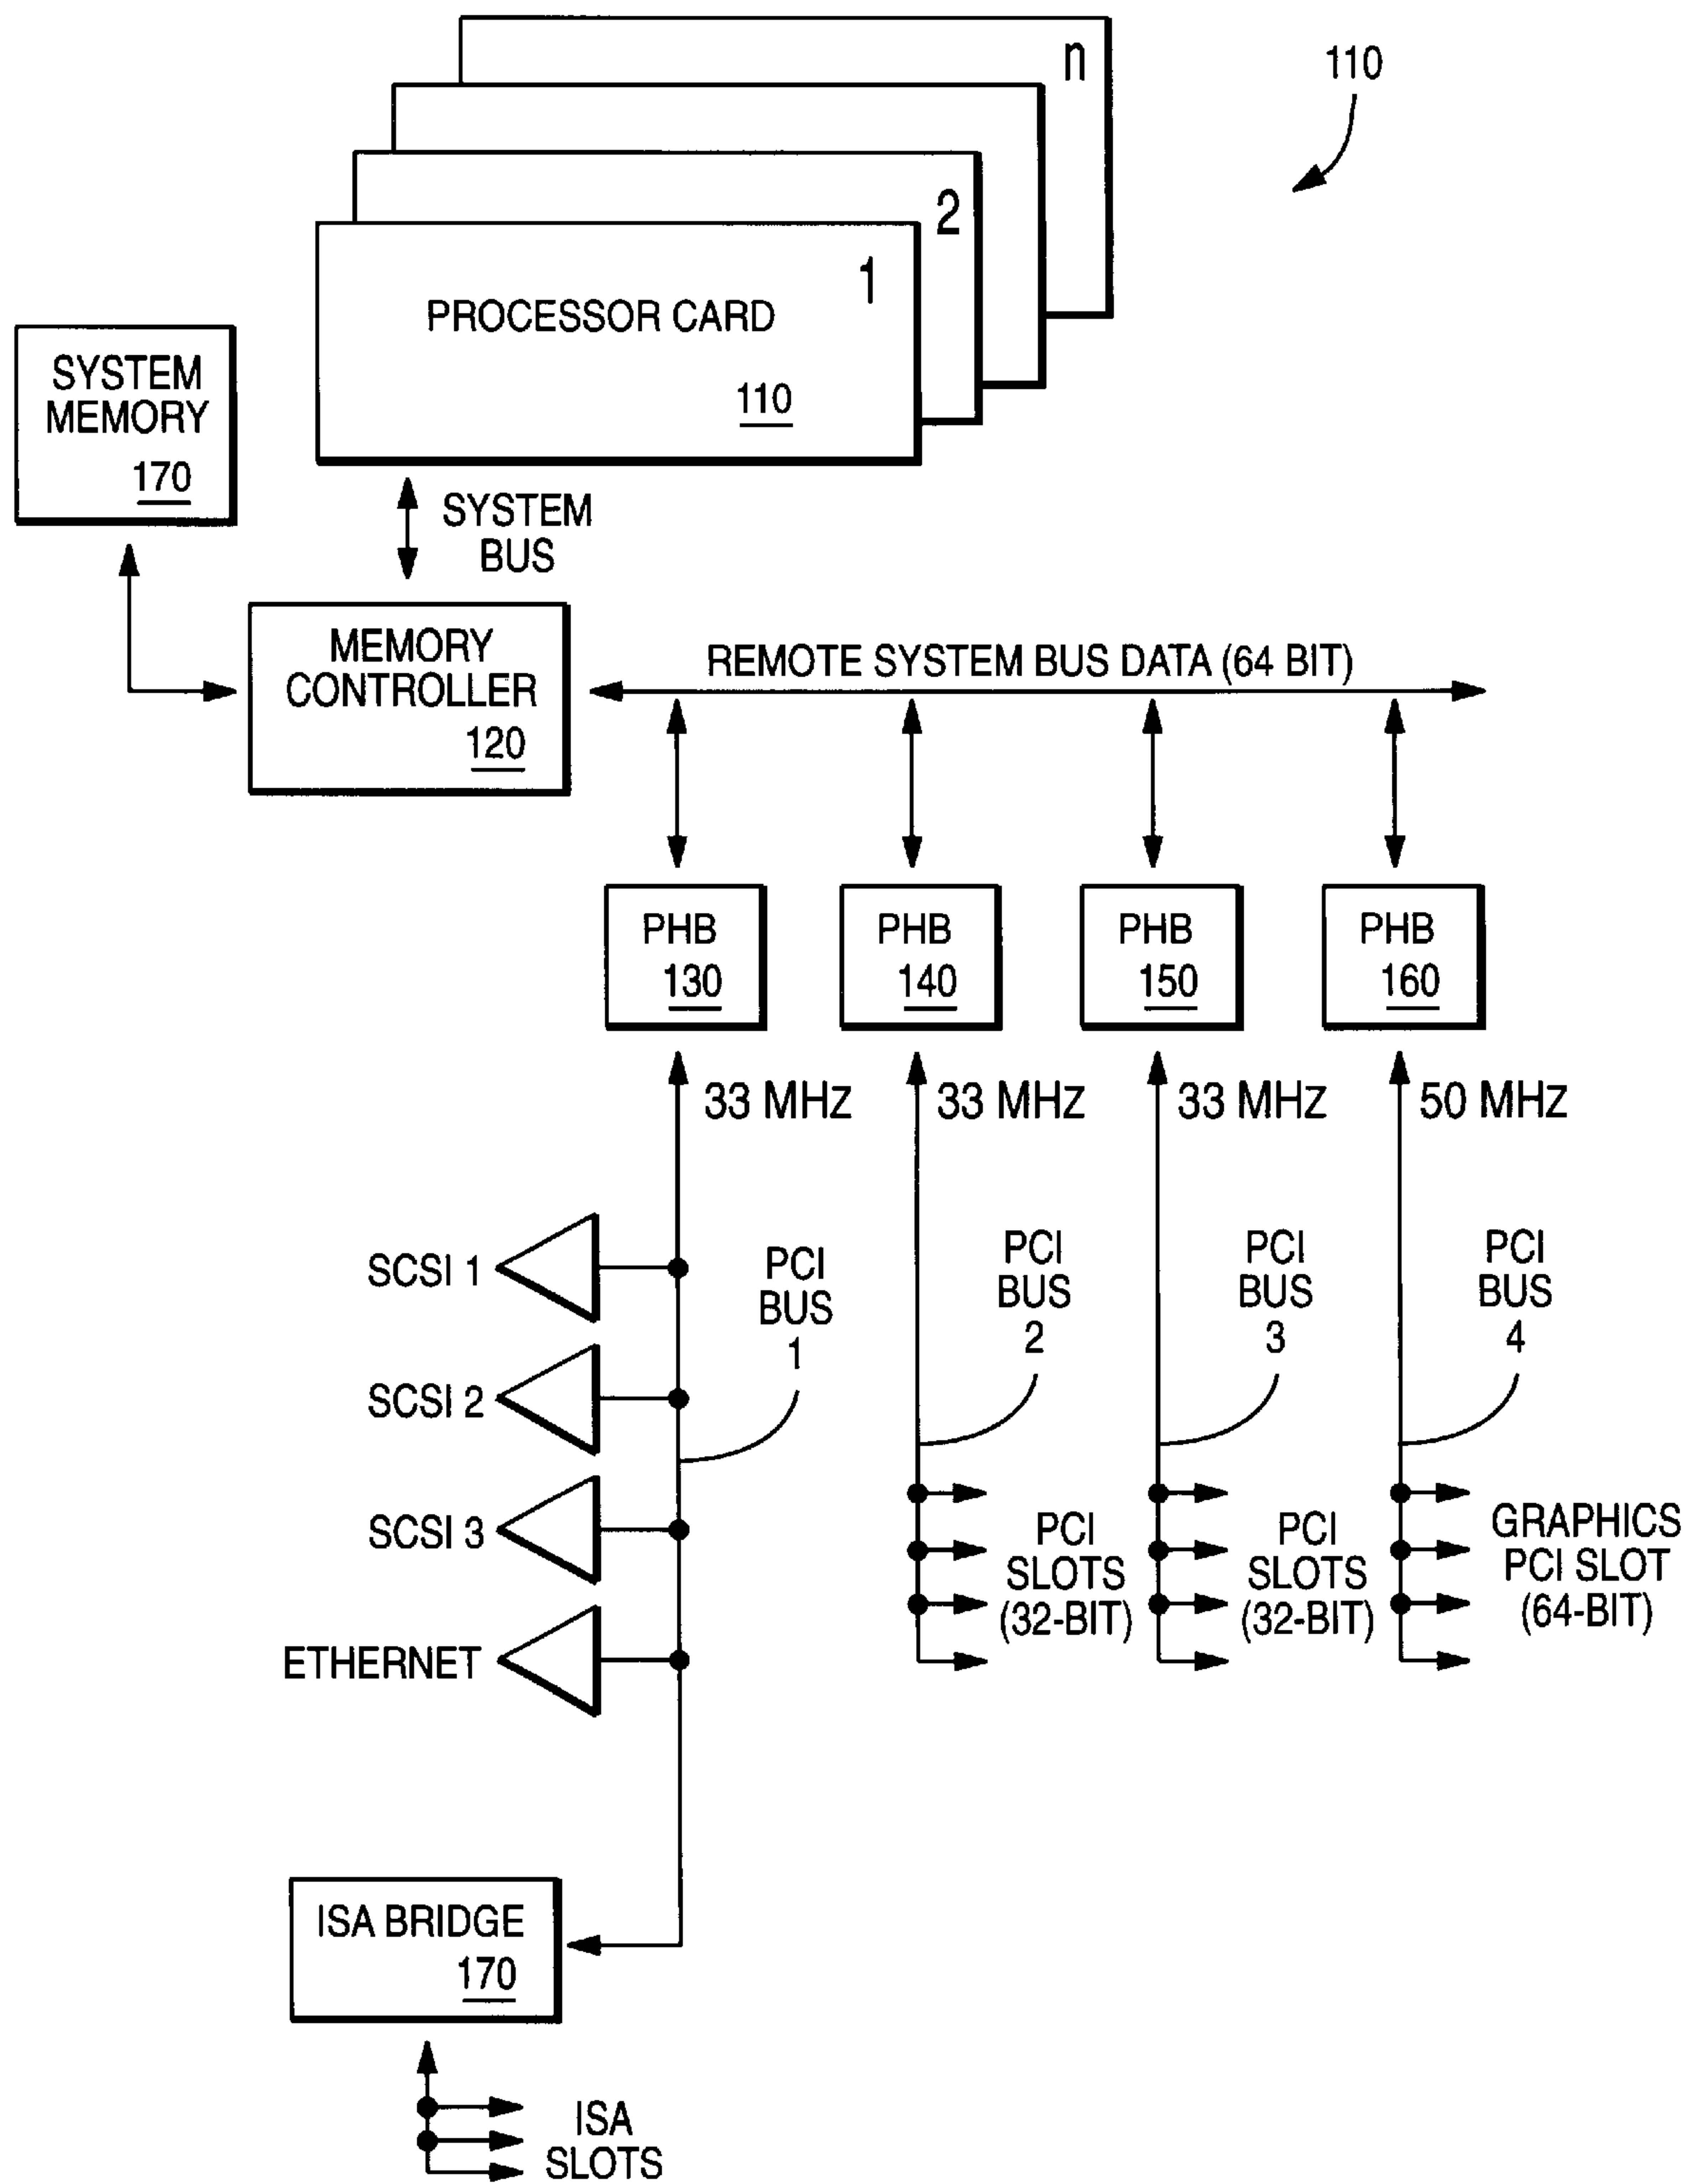 n
110
2
1
PROCESSOR CARD
110
SYSTEM
MEMORY
170
SYSTEM
BUS
MEMORY
CONTROLLER
120
REMOTE SYSTEM BUS DATA (64 BIT)
PHB
130
PHB
140
PHB
150
PHB
160
33 MHz
33 MHz
33 MHz
50 MHz
SCSI 1
SCSI 2
SCSI 3
ETHERNET
PCI
BUS
1
PCI
BUS
2
PCI
BUS
3
PCI
BUS
4
PCI
SLOTS
(32-BIT)
PCI
SLOTS
(32-BIT)
GRAPHICS
PCI SLOT
(64-BIT)
ISA BRIDGE
170
ISA
SLOTS